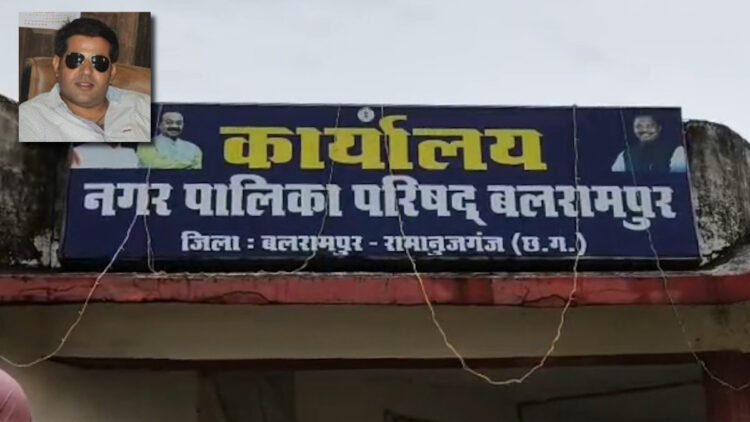 कार्यालय
नगर पालिका परिषद् बलरामपुर
जिला : बलरामपुर - रामानुजगंज (छ.ग.)